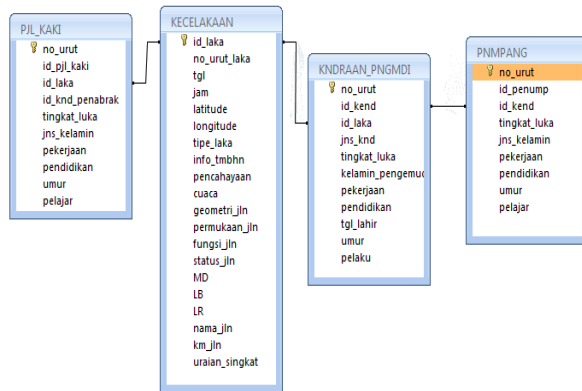 PJL_KAKI
no_urut
id_pjl_kaki
id_laka
id_knd_penabrak
tingkat_luka
jns_kelamin
pekerjaan
pendidikan
umur
pelajar
KECELAKAAN
id_laka
no_urut_laka
tgl
jam
latitude
longitude
tipe_laka
info_tmbhn
pencahayaan
cuaca
geometri_jln
permukaan_jln
fungsi_jln
status_jln
MD
LB
LR
nama_jln
km_jln
uraian_singkat
KNDRAAN_PNGMDI
no_urut
id_kend
id_laka
jns_knd
tingkat_luka
kelamin_pengemuc
pekerjaan
pendidikan
tgl_lahir
umur
pelaku
PNMPANG
no_urut
id_penump
id_kend
tingkat_luka
jns_kelamin
pekerjaan
pendidikan
umur
pelajar